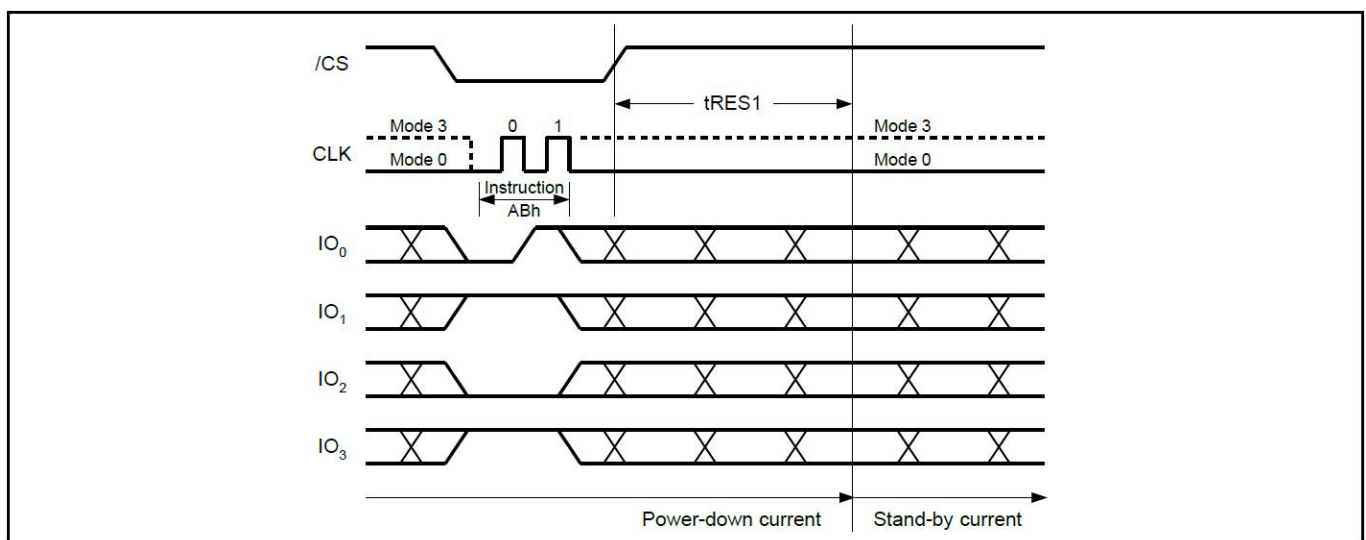 /CS
tRES1
Mode 3 0 1 Mode 3
CLK
Mode 0 Mode 0
Instruction
ABh
IO0
IO1
IO2
IO3
Power-down current Stand-by current